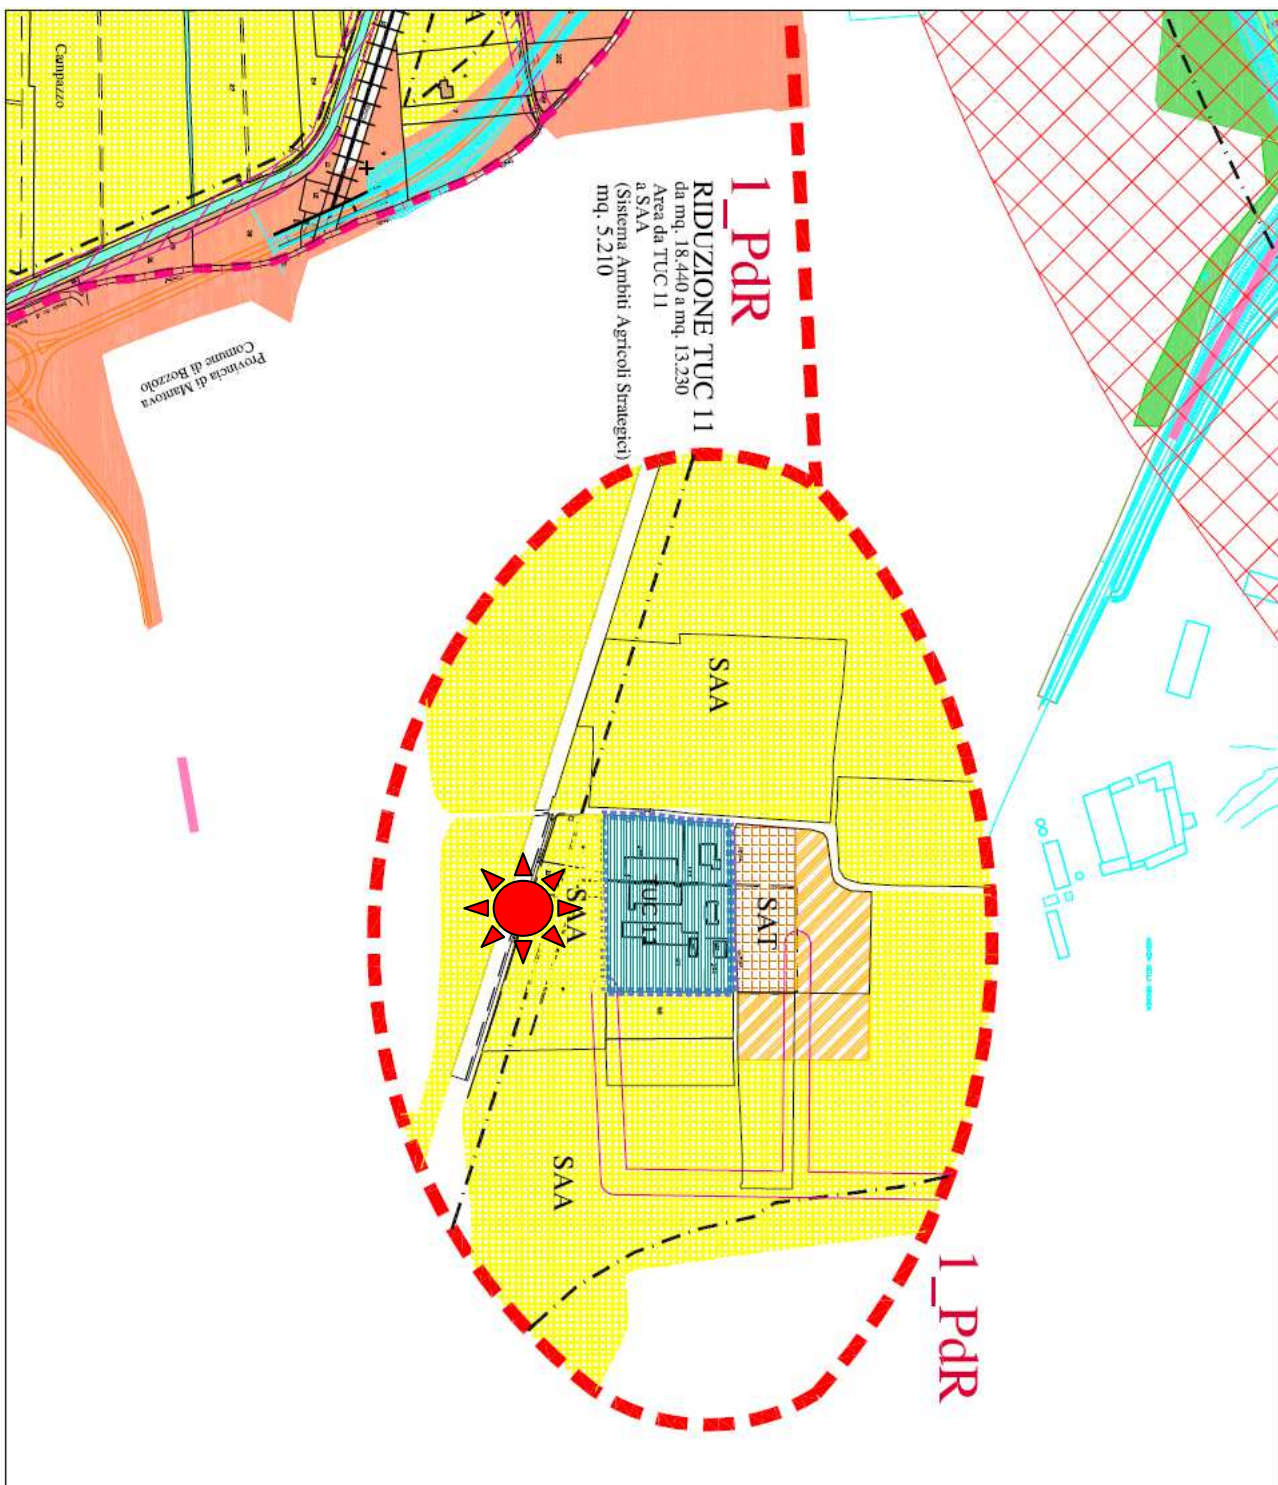 Campazzo
1_PdR
RIDUZIONE TUC 11
da mq. 18.440 a mq. 13.230
Area da TUC 11
a SAA
(Sistema Ambiti Agricoli Strategici)
mq. 5.210
Provincia di Mantova
Comune di Bozzolo
SAA
SAT
TUC 11
SAA
SAA
1_PdR